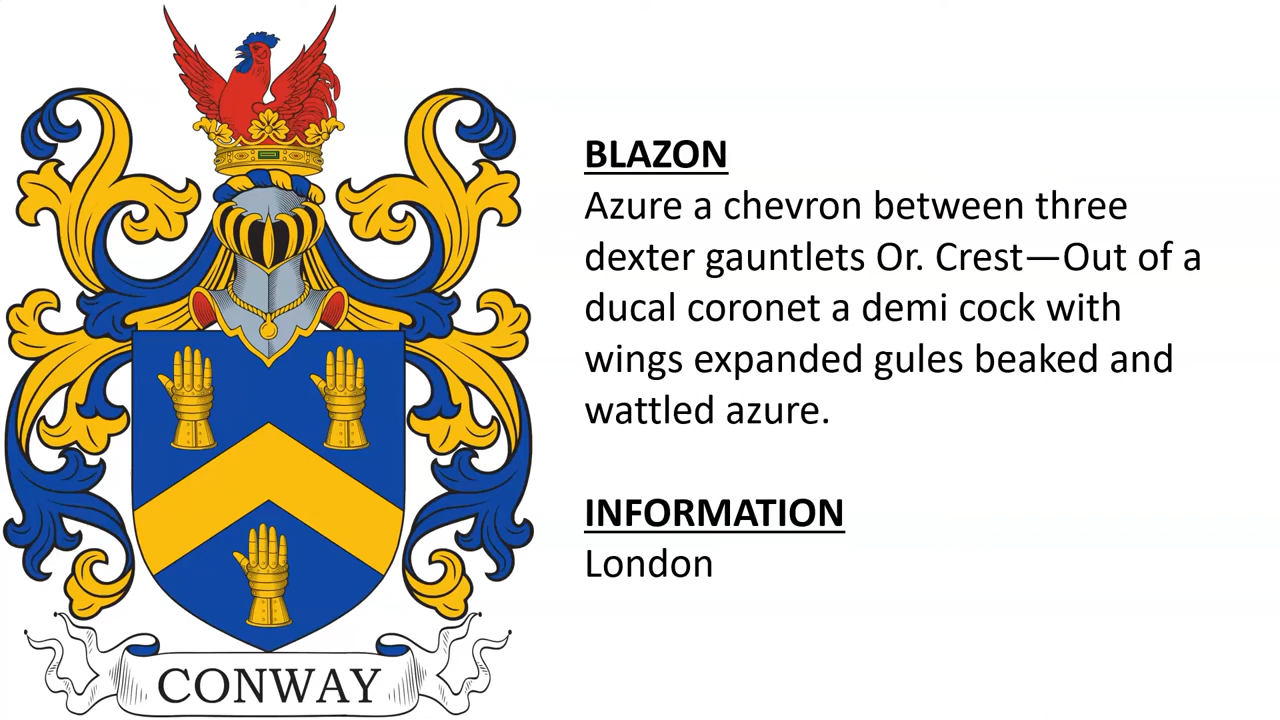 BLAZON
Azure a chevron between three
dexter gauntlets Or. Crest—Out of a
ducal coronet a demi cock with
wings expanded gules beaked and
wattled azure.
INFORMATION
London
CONWAY